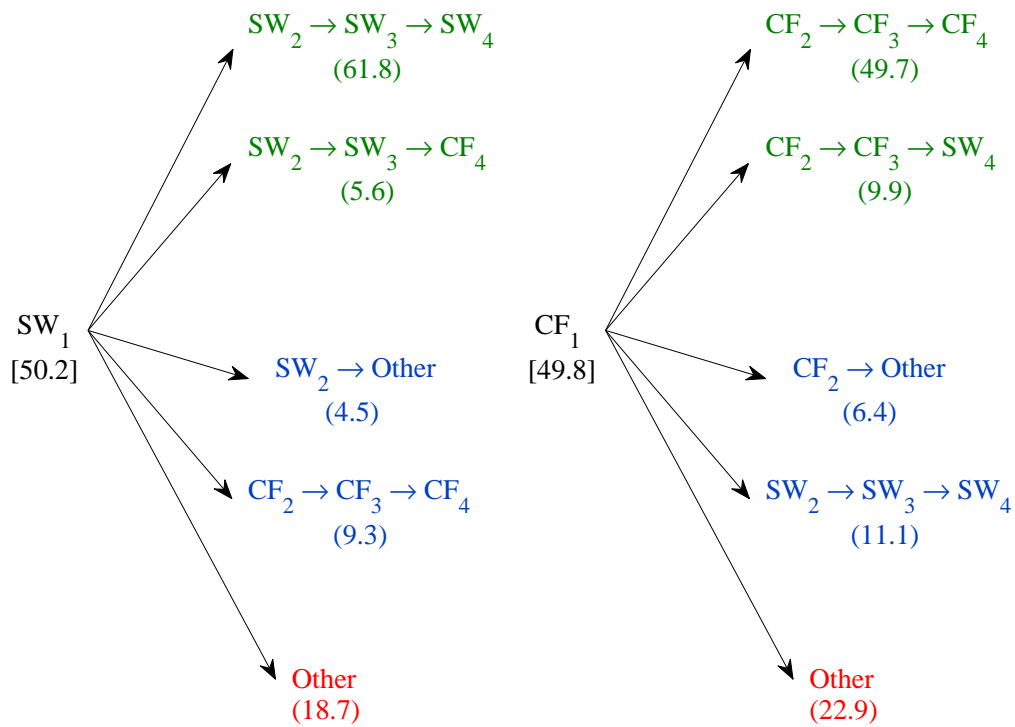 SW₁
[50.2]
SW₂ → SW₃ → SW₄
(61.8)
SW₂ → SW₃ → CF₄
(5.6)
SW₂ → Other
(4.5)
CF₂ → CF₃ → CF₄
(9.3)
Other
(18.7)
CF₁
[49.8]
CF₂ → CF₃ → CF₄
(49.7)
CF₂ → CF₃ → SW₄
(9.9)
CF₂ → Other
(6.4)
SW₂ → SW₃ → SW₄
(11.1)
Other
(22.9)